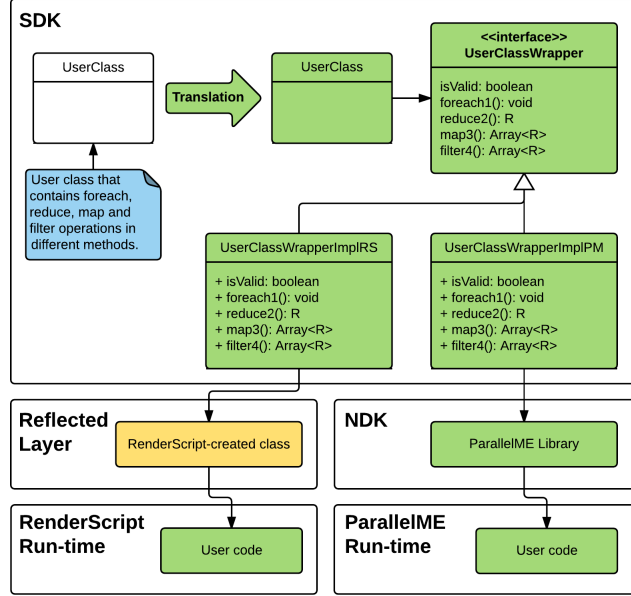 SDK
UserClass
Translation
UserClass
<<interface>>
UserClassWrapper
isValid: boolean
foreach1(): void
reduce2(): R
map3(): Array<R>
filter4(): Array<R>
User class that
contains foreach,
reduce, map and
filter operations in
different methods.
UserClassWrapperImplRS
+ isValid: boolean
+ foreach1(): void
+ reduce2(): R
+ map3(): Array<R>
+ filter4(): Array<R>
UserClassWrapperImplPM
+ isValid: boolean
+ foreach1(): void
+ reduce2(): R
+ map3(): Array<R>
+ filter4(): Array<R>
Reflected
Layer
RenderScript-created class
NDK
ParallelME Library
RenderScript
Run-time
User code
ParallelME
Run-time
User code